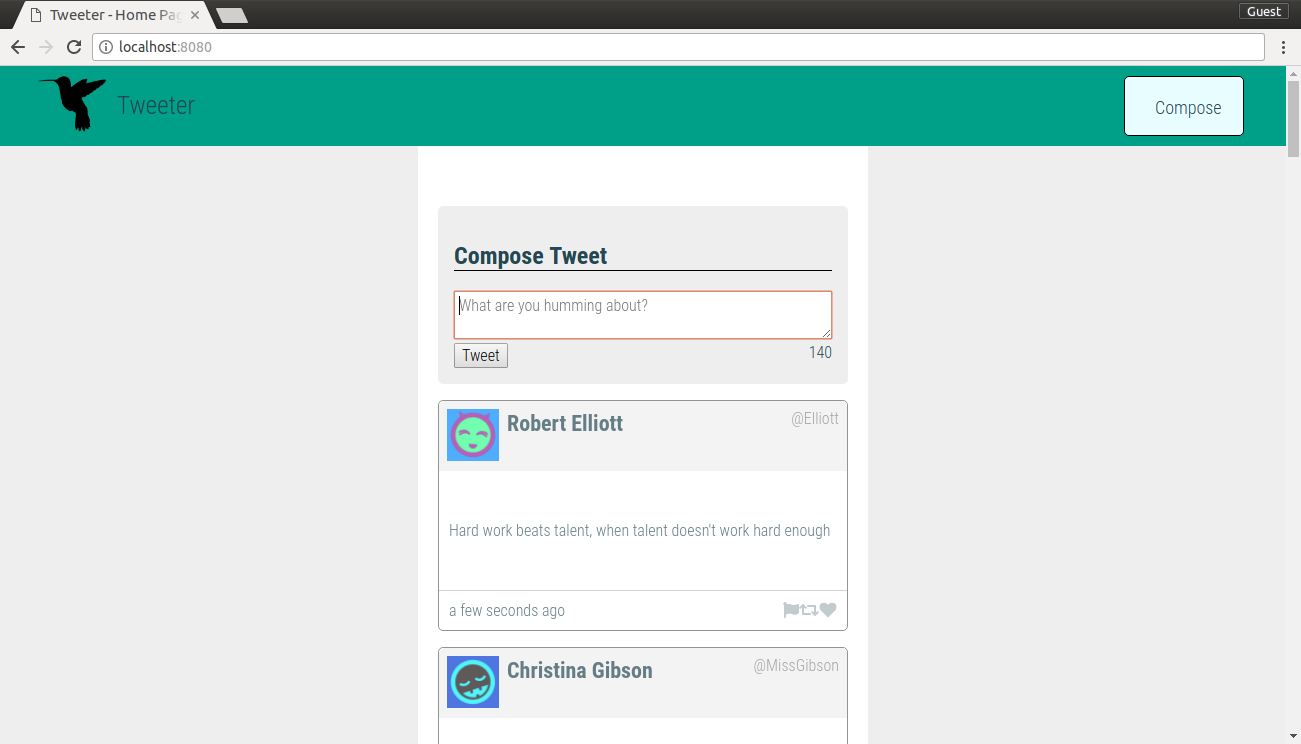 Tweeter - Home Pag
Guest
localhost:8080
Tweeter
Compose
Compose Tweet
What are you humming about?
Tweet
140
Robert Elliott
@Elliott
Hard work beats talent, when talent doesn't work hard enough
a few seconds ago
Christina Gibson
@MissGibson